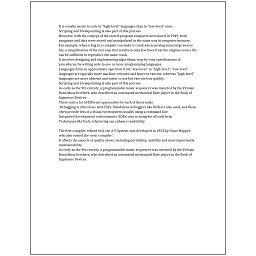 It is usually easier to code in "high-level" languages than in "low-level" ones.
Scripting and breakpointing is also part of this process.
However, with the concept of the stored-program computer introduced in 1949, both
programs and data were stored and manipulated in the same way in computer memory.
For example, when a bug in a compiler can make it crash when parsing some large source
file, a simplification of the test case that results in only few lines from the original source file
can be sufficient to reproduce the same crash.
It involves designing and implementing algorithms, step-by-step specifications of
procedures, by writing code in one or more programming languages.
Languages form an approximate spectrum from "low-level" to "high-level"; "low-level"
languages are typically more machine-oriented and faster to execute, whereas "high-level"
languages are more abstract and easier to use but execute less quickly.
Scripting and breakpointing is also part of this process.
As early as the 9th century, a programmable music sequencer was invented by the Persian
Banu Musa brothers, who described an automated mechanical flute player in the Book of
Ingenious Devices.
There exist a lot of different approaches for each of those tasks.
Debugging is often done with IDEs. Standalone debuggers like GDB are also used, and these
often provide less of a visual environment, usually using a command line.
Integrated development environments (IDEs) aim to integrate all such help.
Techniques like Code refactoring can enhance readability.

The first compiler related tool, the A-0 System, was developed in 1952 by Grace Hopper,
who also coined the term 'compiler'.
It affects the aspects of quality above, including portability, usability and most importantly
maintainability.
As early as the 9th century, a programmable music sequencer was invented by the Persian
Banu Musa brothers, who described an automated mechanical flute player in the Book of
Ingenious Devices.